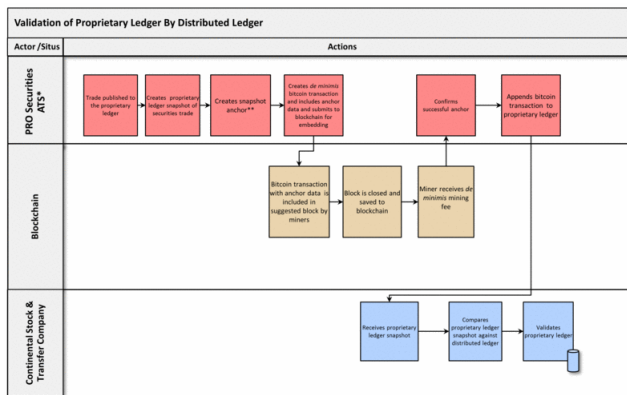 Validation of Proprietary Ledger By Distributed Ledger
Actor /Situs
Actions
PRO Securities
ATS*
Trade published to
the proprietary
ledger
Creates proprietary
ledger snapshot of
securities trade
Creates snapshot
anchor**
Creates de minimis
bitcoin transaction
and includes anchor
data and submits to
blockchain for
embedding
Confirms
successful anchor
Appends bitcoin
transaction to
proprietary ledger
Blockchain
Bitcoin transaction
with anchor data is
included in
suggested block by
miners
Block is closed and
saved to
blockchain
Miner receives de
minimis mining
fee
Continental Stock &
Transfer Company
Receives proprietary
ledger snapshot
Compares
proprietary ledger
snapshot against
distributed ledger
Validates
proprietary ledger